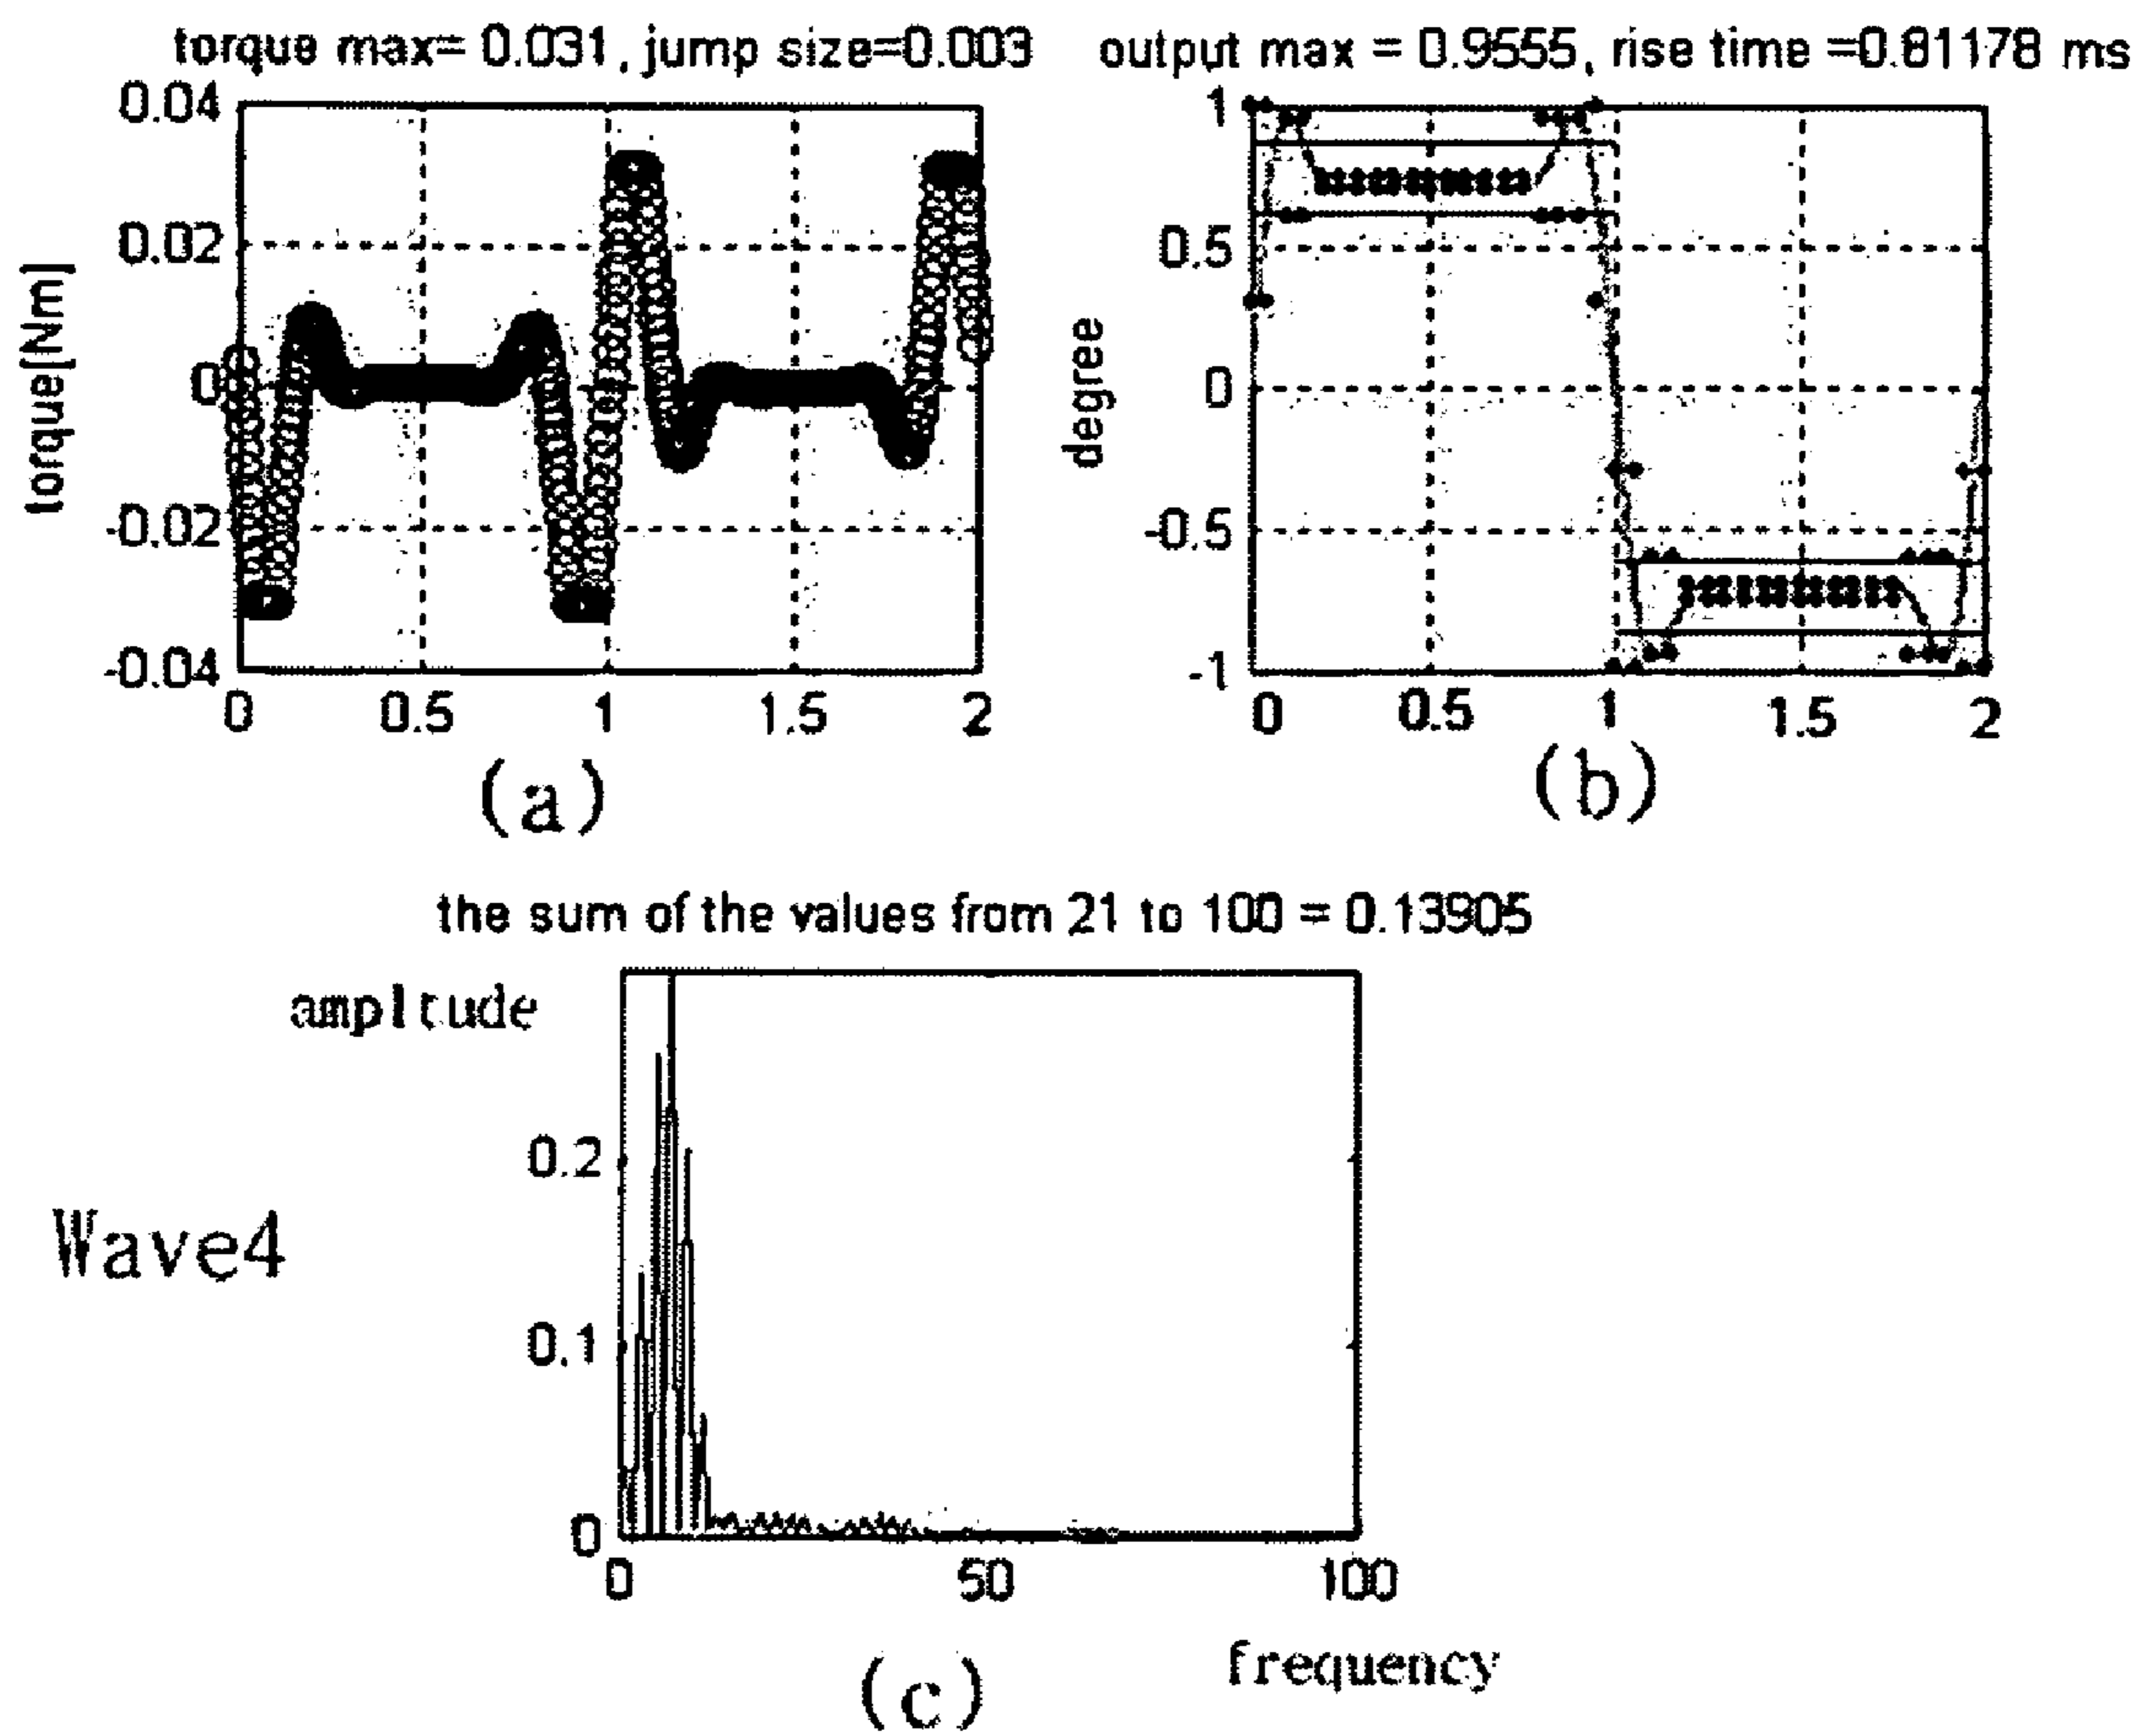 torque max= 0.031, jump size=0.003
output max = 0.9555, rise time =0.81178 ms
torque[Nm]
0.04
0.02
0
-0.02
-0.04
0
0.5
1
1.5
2
(a)
degree
1
0.5
0
-0.5
-1
0
0.5
1
1.5
2
(b)
the sum of the values from 21 to 100 = 0.13905
ampltude
Wave4
0.2
0.1
0
0
50
100
frequency
(c)